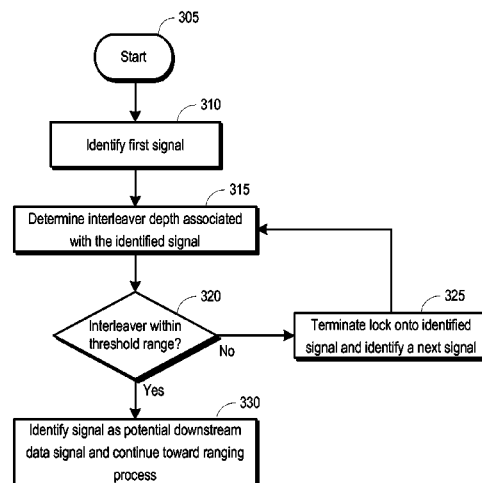 305
Start
310
Identify first signal
315
Determine interleaver depth associated
with the identified signal
320
Interleaver within
threshold range?
No
325
Terminate lock onto identified
signal and identify a next signal
Yes
330
Identify signal as potential downstream
data signal and continue toward ranging
process